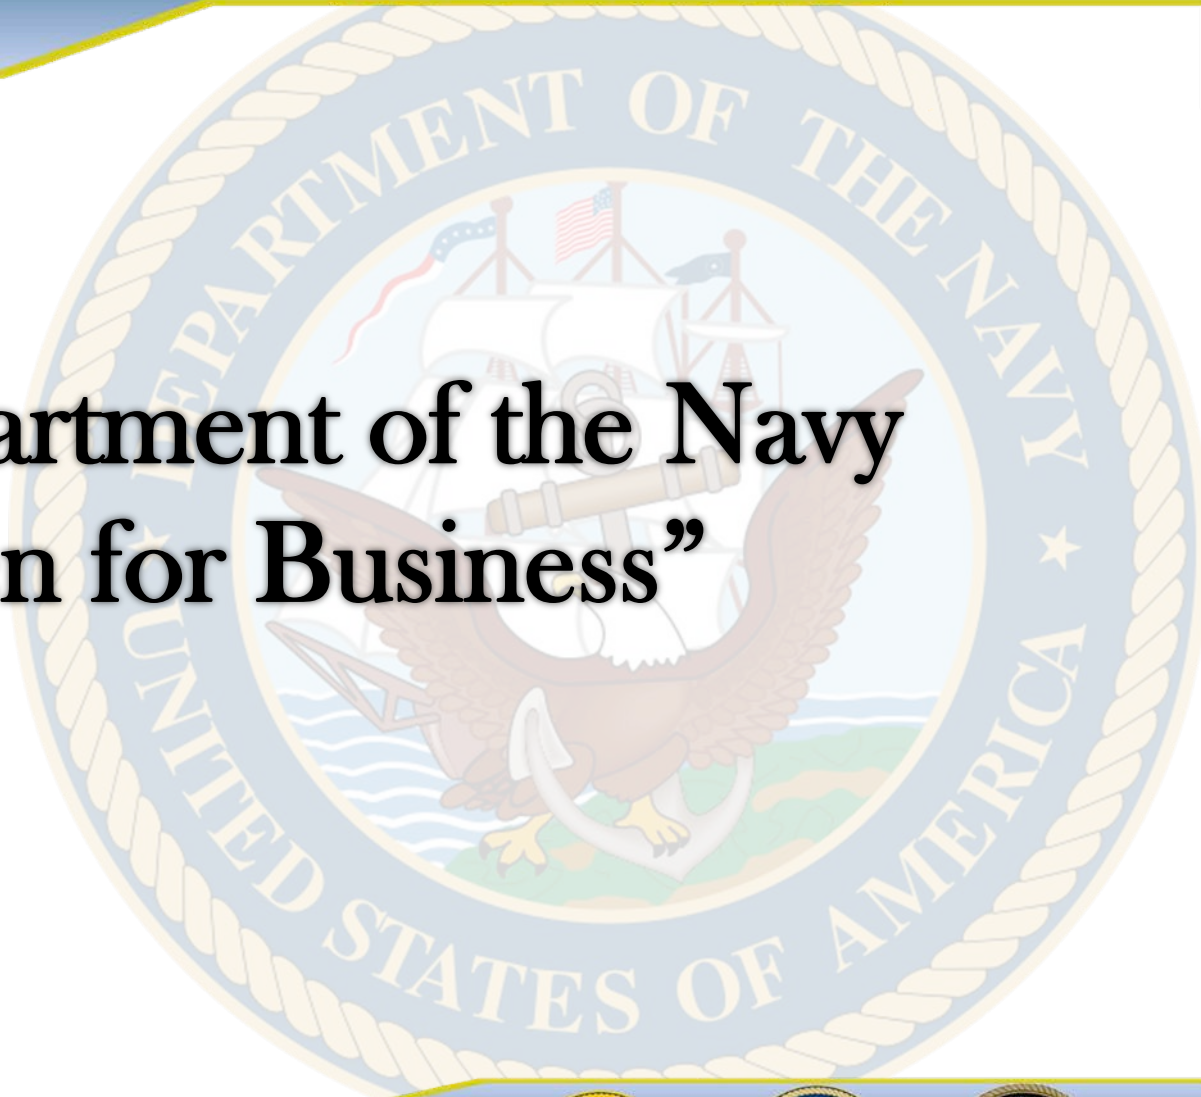 DEPARTMENT OF THE NAVY
artment of the Navy
n for Business”
UNITED STATES OF AMERICA